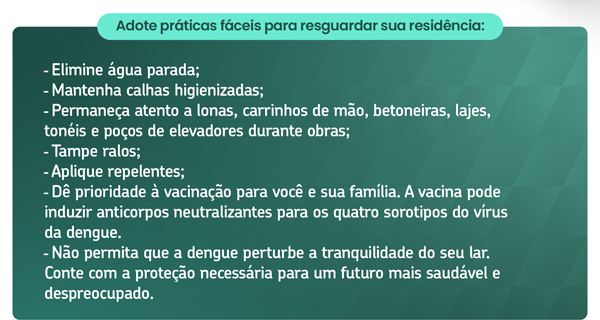 Adote práticas fáceis para resguardar sua residência:
- Elimine água parada;
- Mantenha calhas higienizadas;
- Permaneça atento a lonas, carrinhos de mão, betoneiras, lajes,
tonéis e poços de elevadores durante obras;
- Tampe ralos;
- Aplique repelentes;
- Dê prioridade à vacinação para você e sua família. A vacina pode
induzir anticorpos neutralizantes para os quatro sorotipos do vírus
da dengue.
- Não permita que a dengue perturbe a tranquilidade do seu lar.
Conte com a proteção necessária para um futuro mais saudável e
despreocupado.